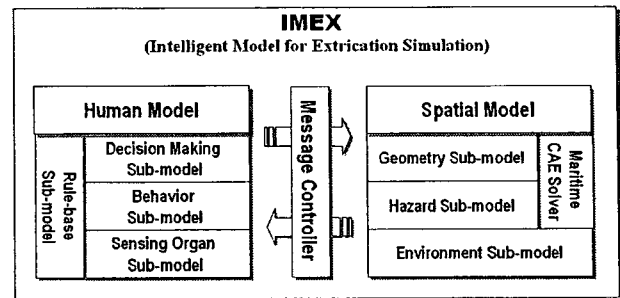 IMEX
(Intelligent Model for Extrication Simulation)
Human Model
Rule-base
Sub-model
Decision Making
Sub-model
Behavior
Sub-model
Sensing Organ
Sub-model
Message Controller
Spatial Model
Geometry Sub-model
Hazard Sub-model
Maritime
CAE Solver
Environment Sub-model